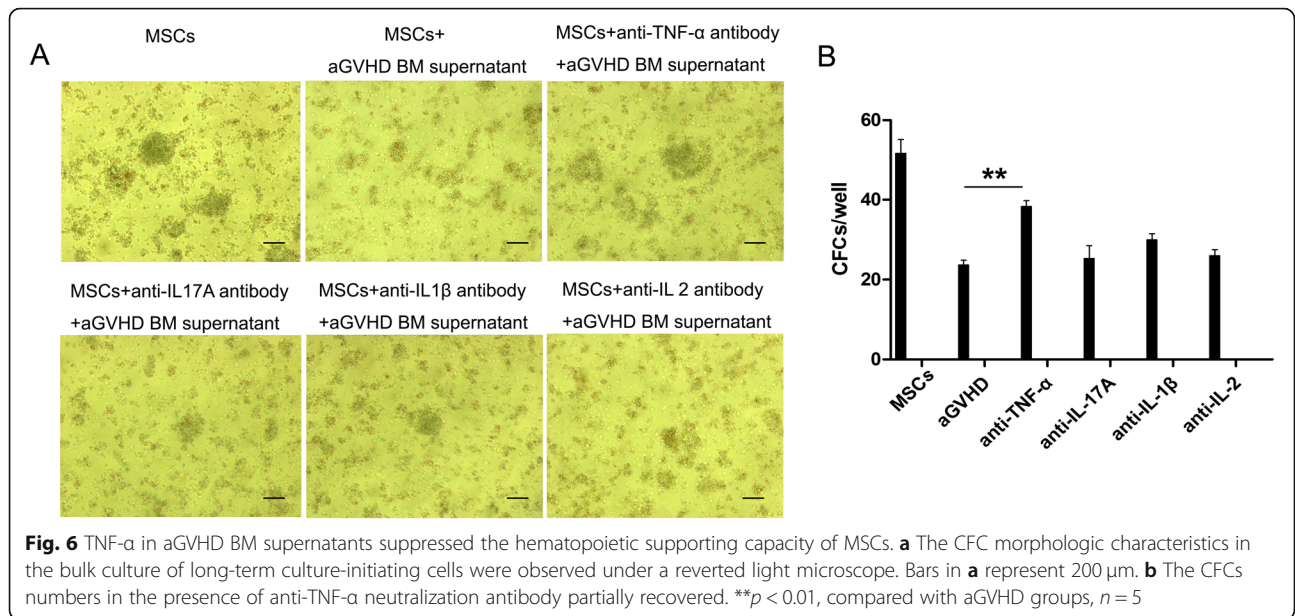 A
MSCs
MSCs+
aGVHD BM supernatant
MSCs+anti-TNF-α antibody
+aGVHD BM supernatant
MSCs+anti-IL17A antibody
+aGVHD BM supernatant
MSCs+anti-IL1β antibody
+aGVHD BM supernatant
MSCs+anti-IL 2 antibody
+aGVHD BM supernatant
B
CFCs/well
60
40
20
0
**
MSCs
aGVHD
anti-TNF-α
anti-IL-17A
anti-IL-1β
anti-IL-2
Fig. 6 TNF-α in aGVHD BM supernatants suppressed the hematopoietic supporting capacity of MSCs. a The CFC morphologic characteristics in
the bulk culture of long-term culture-initiating cells were observed under a reverted light microscope. Bars in a represent 200 μm. b The CFCs
numbers in the presence of anti-TNF-α neutralization antibody partially recovered. **p < 0.01, compared with aGVHD groups, n = 5